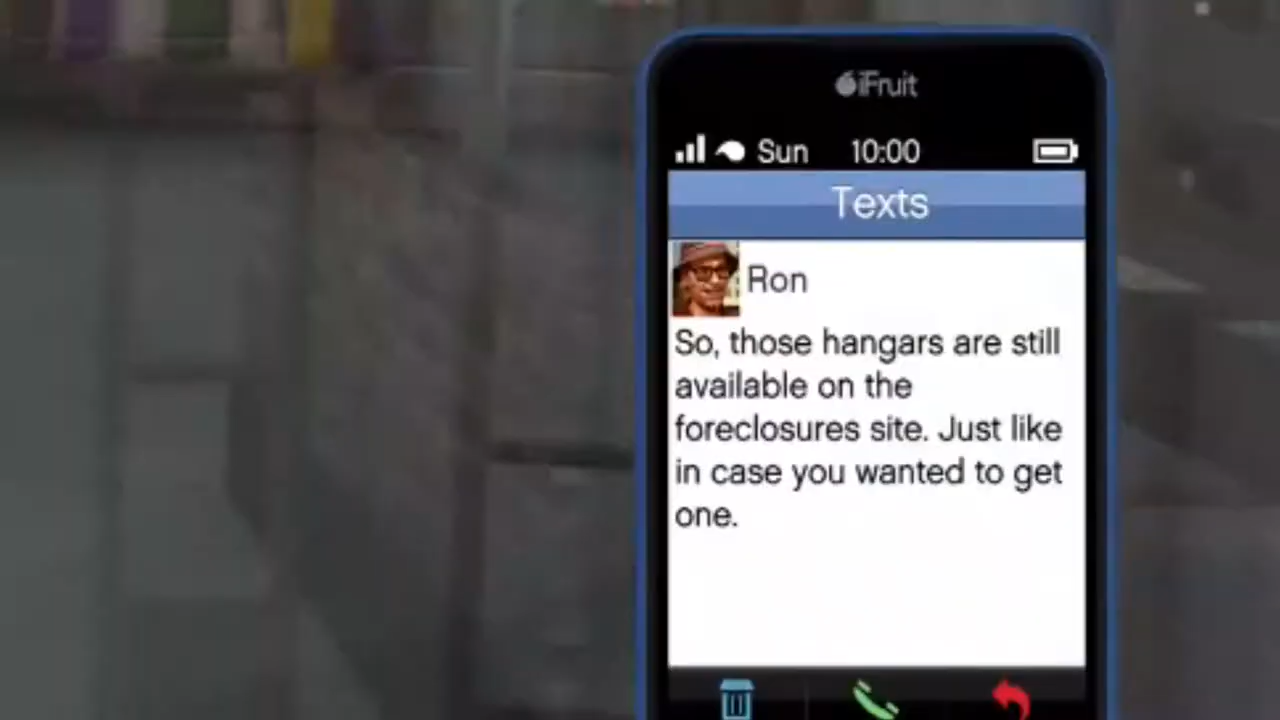 iFruit
Sun 10:00
Texts
Ron
So, those hangars are still
available on the
foreclosures site. Just like
in case you wanted to get
one.